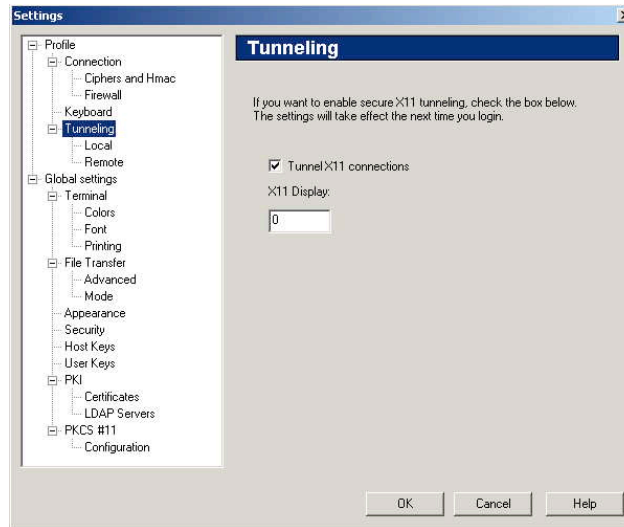 Settings
Profile
Connection
Ciphers and Hmac
Firewall
Keyboard
Tunneling
Local
Remote
Global settings
Terminal
Colors
Font
Printing
File Transfer
Advanced
Mode
Appearance
Security
Host Keys
User Keys
PKI
Certificates
LDAP Servers
PKCS #11
Configuration
Tunneling
If you want to enable secure X11 tunneling, check the box below.
The settings will take effect the next time you login.
Tunnel X11 connections
X11 Display:
0
OK Cancel Help